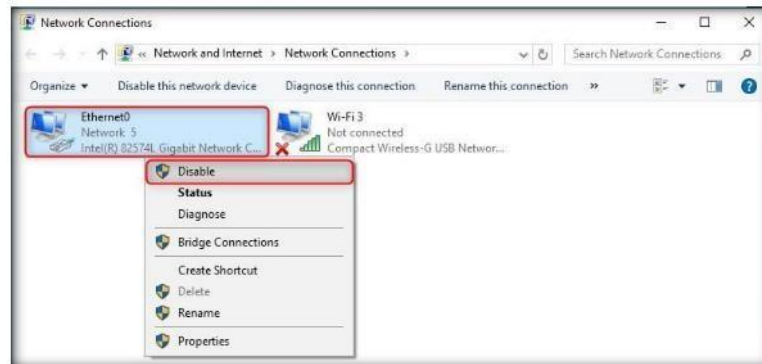 Network Connections
« Network and Internet › Network Connections ›
Search Network Connections
Organize Disable this network device Diagnose this connection Rename this connection »
Ethernet0
Network 5
Intel(R) 82574L Gigabit Network C...
Wi-Fi 3
Not connected
Compact Wireless-G USB Networ...
Disable
Status
Diagnose
Bridge Connections
Create Shortcut
Delete
Rename
Properties